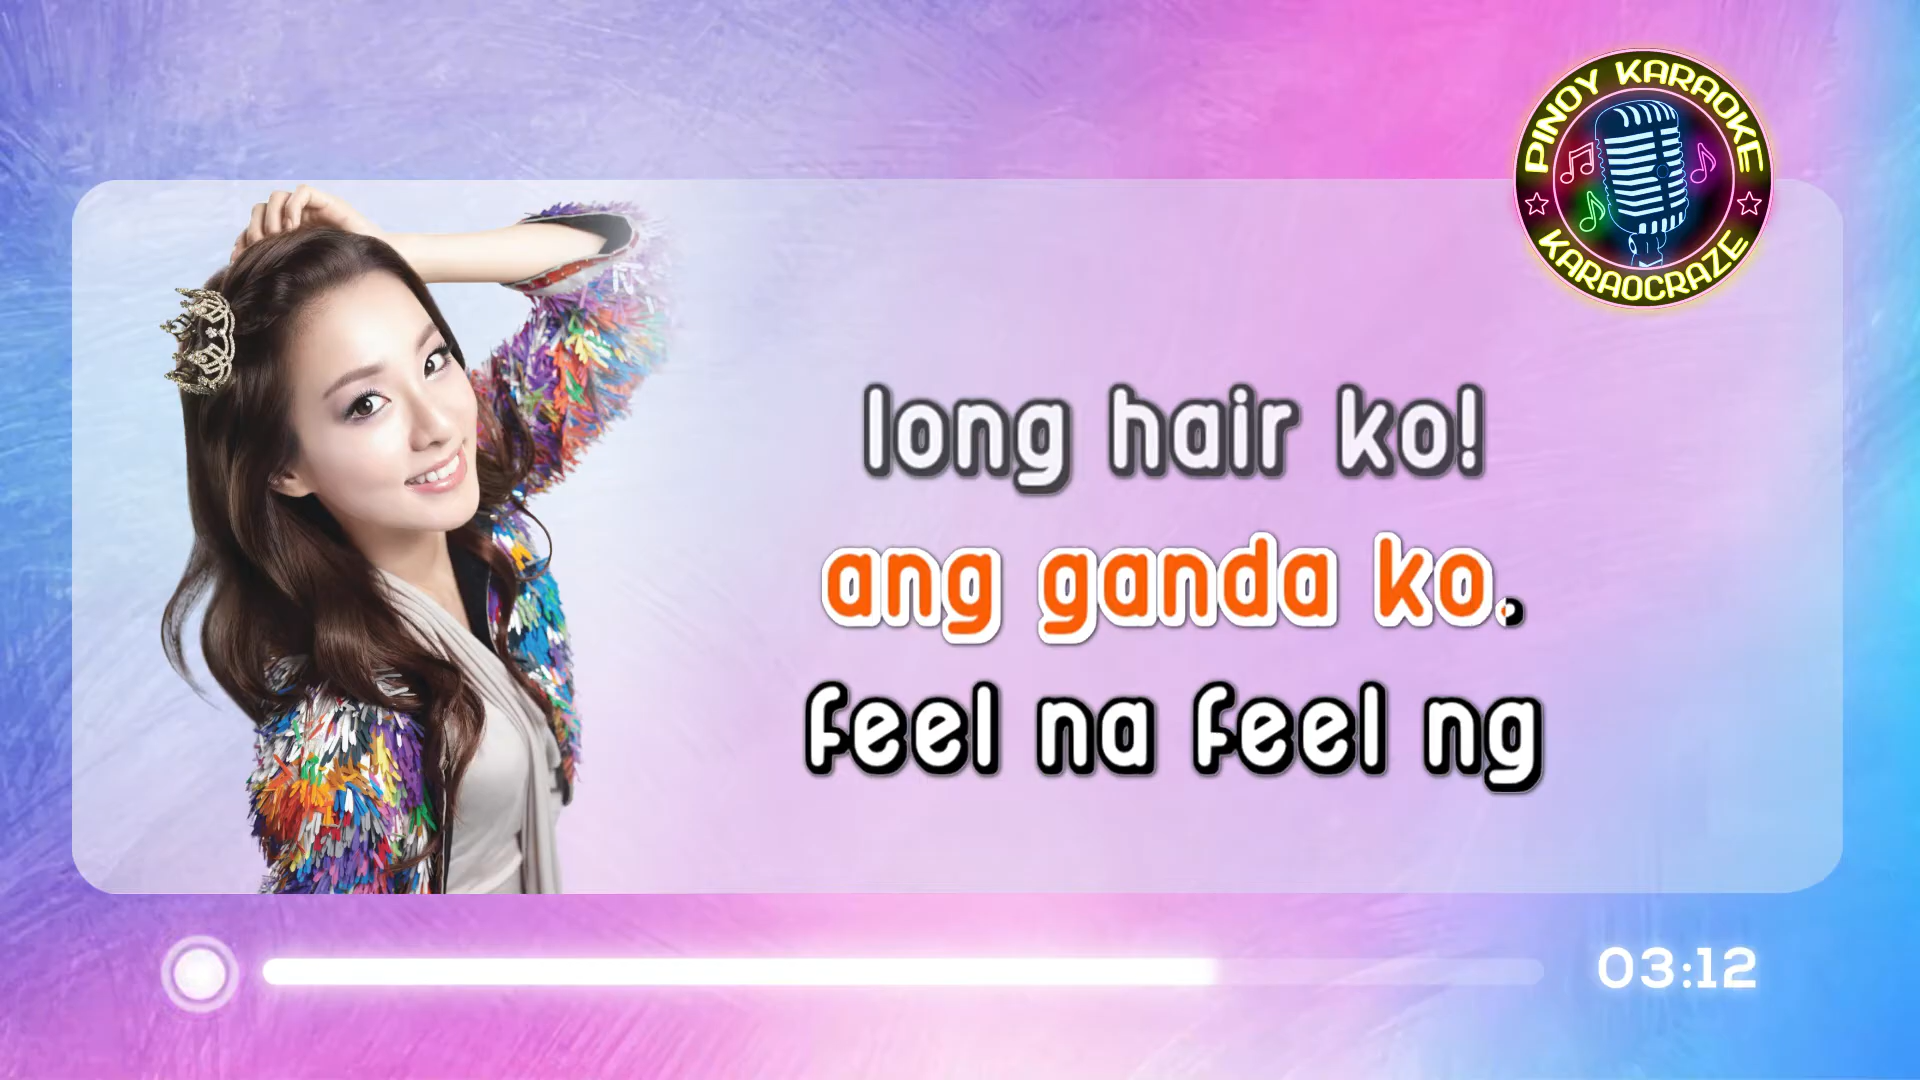 PINOY KARAOKE
KARAOCRAZE
long hair ko!
ang ganda ko.
feel na feel ng
03:12